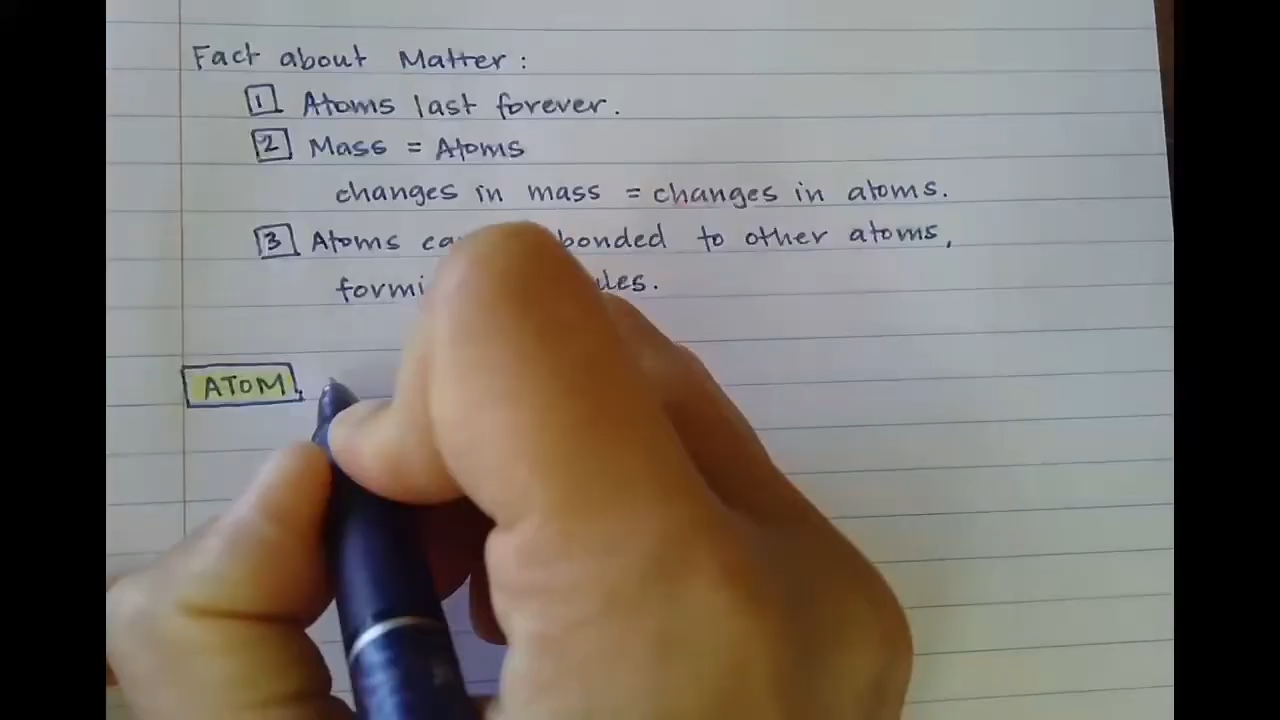 Fact about Matter :
1 Atoms last forever.
2 Mass = Atoms
changes in mass = changes in atoms.
3 Atoms bonded to other atoms,
ATOM